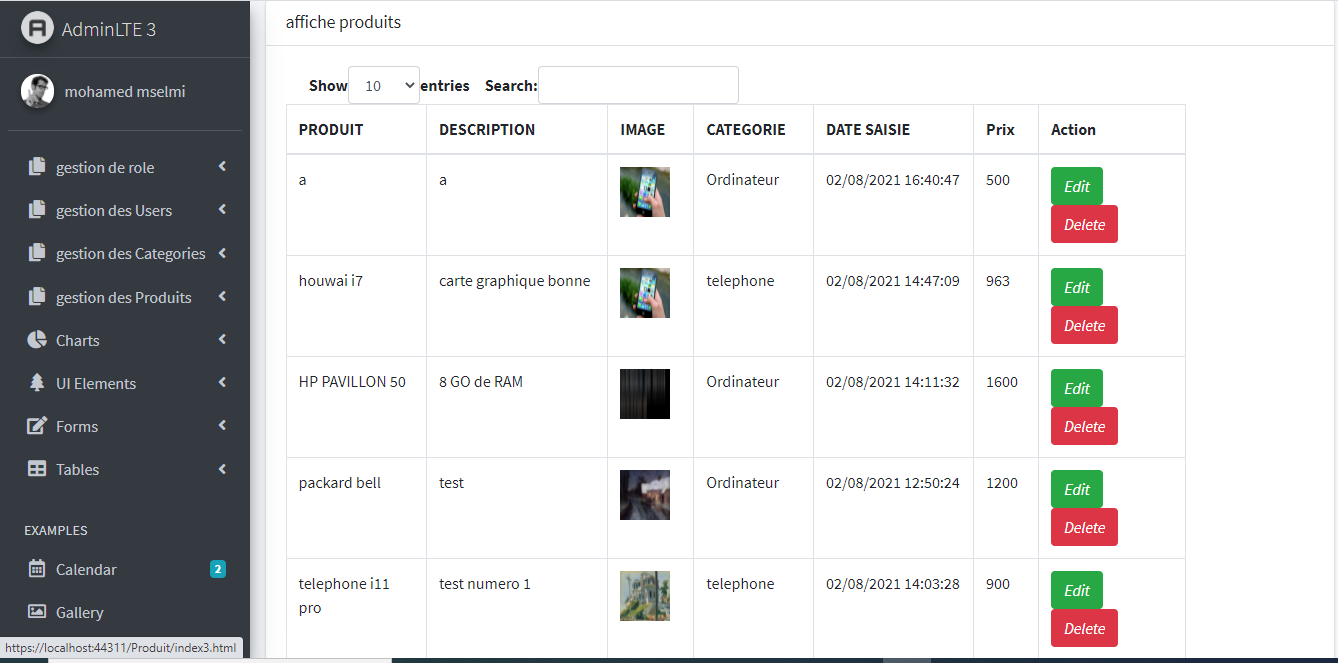 AdminLTE 3
mohamed mselmi
gestion de role
gestion des Users
gestion des Categories
gestion des Produits
Charts
UI Elements
Forms
Tables
EXAMPLES
Calendar 2
Gallery
https://localhost:44311/Produit/index3.html
affiche produits
Show 10 entries Search:
PRODUIT DESCRIPTION IMAGE CATEGORIE DATE SAISIE Prix Action
a a Ordinateur 02/08/2021 16:40:47 500 Edit
Delete
houwai i7 carte graphique bonne telephone 02/08/2021 14:47:09 963 Edit
Delete
HP PAVILLON 50 8 GO de RAM Ordinateur 02/08/2021 14:11:32 1600 Edit
Delete
packard bell test Ordinateur 02/08/2021 12:50:24 1200 Edit
Delete
telephone i11 test numero 1 telephone 02/08/2021 14:03:28 900 Edit
pro
Delete